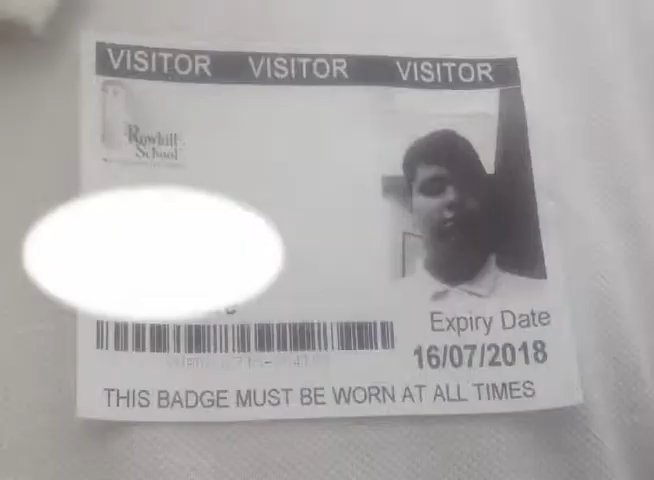 VISITOR VISITOR VISITOR
Rowhill
School
Expiry Date
16/07/2018
THIS BADGE MUST BE WORN AT ALL TIMES